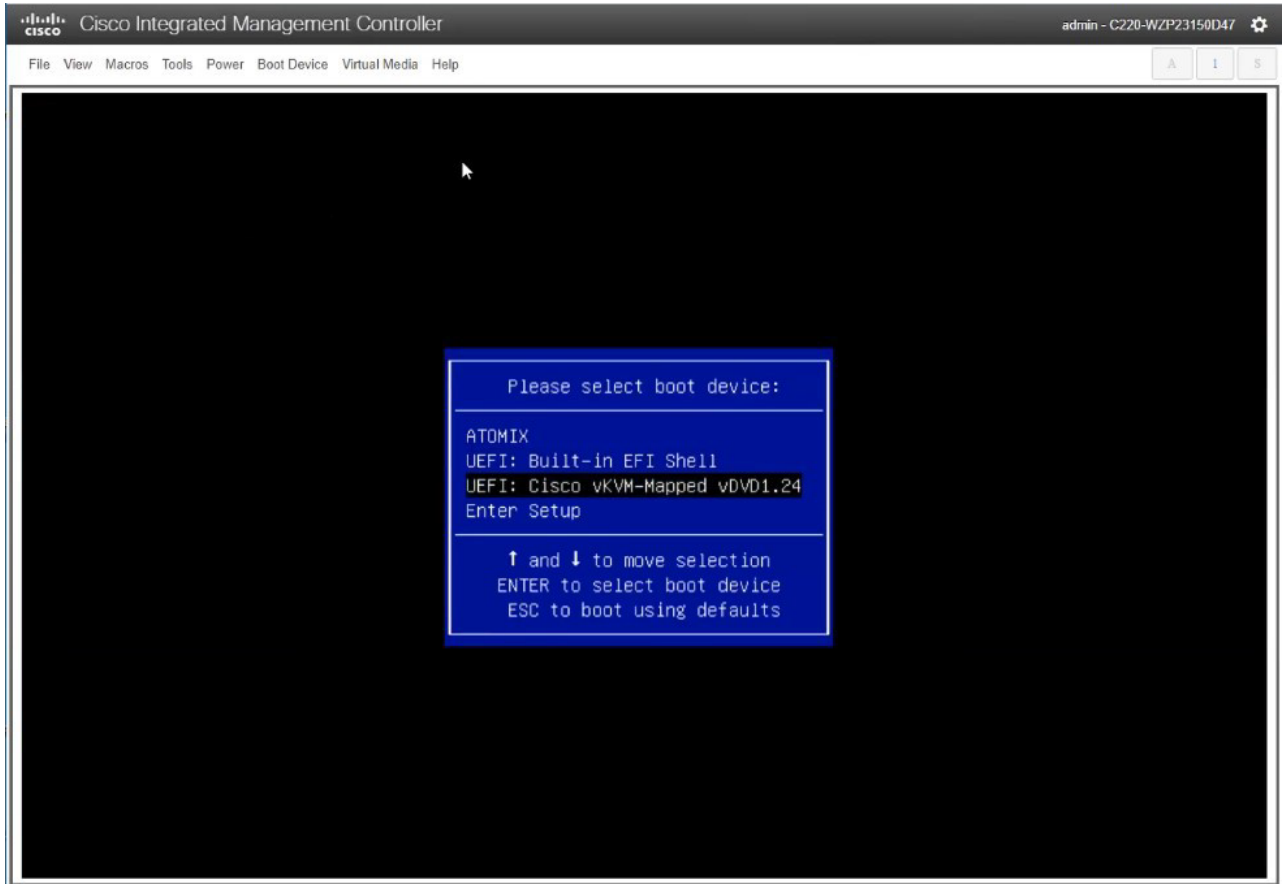 CISCO Cisco Integrated Management Controller admin - C220-WZP23150D47
File View Macros Tools Power Boot Device Virtual Media Help A 1 S
Please select boot device:
ATOMIX
UEFI: Built-in EFI Shell
UEFI: Cisco vKVM-Mapped vDVD1.24
Enter Setup
↑ and ↓ to move selection
ENTER to select boot device
ESC to boot using defaults